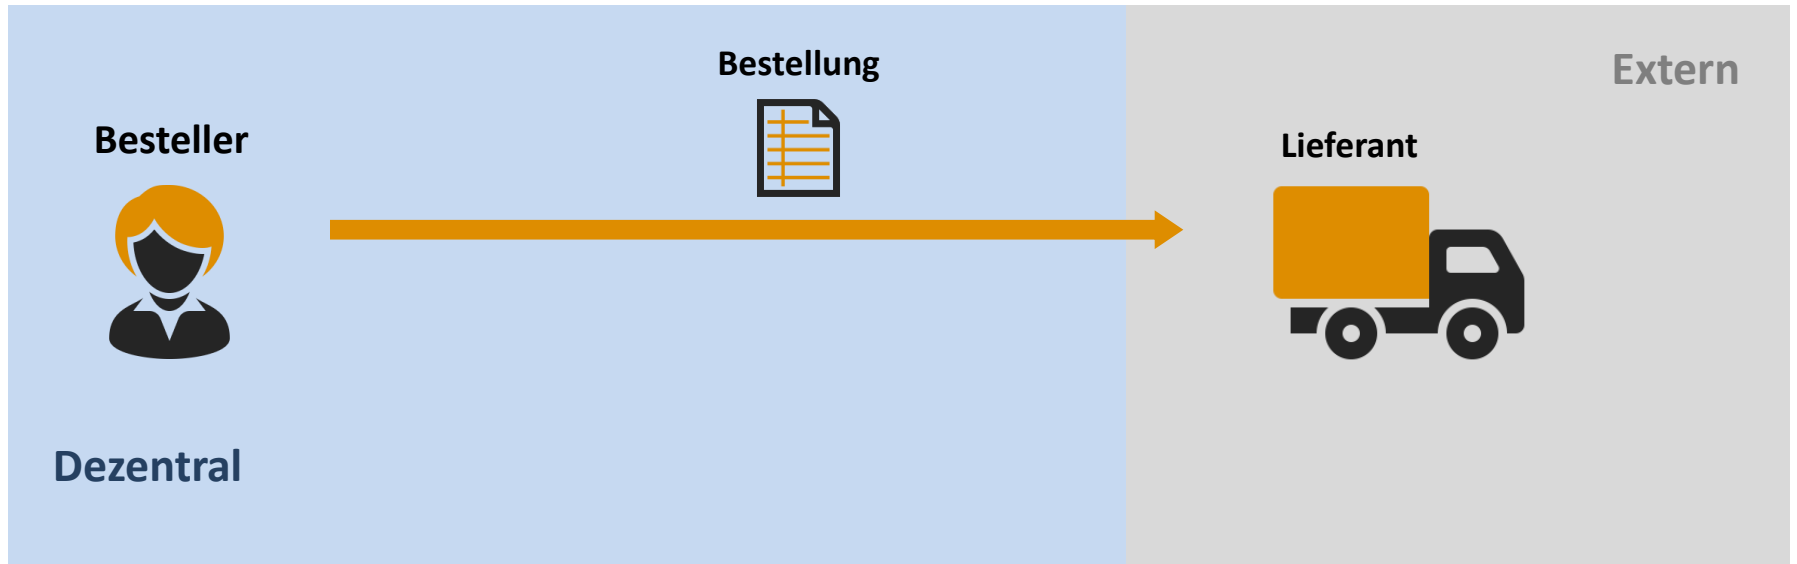 Bestellung
Extern
Besteller
Lieferant
Dezentral